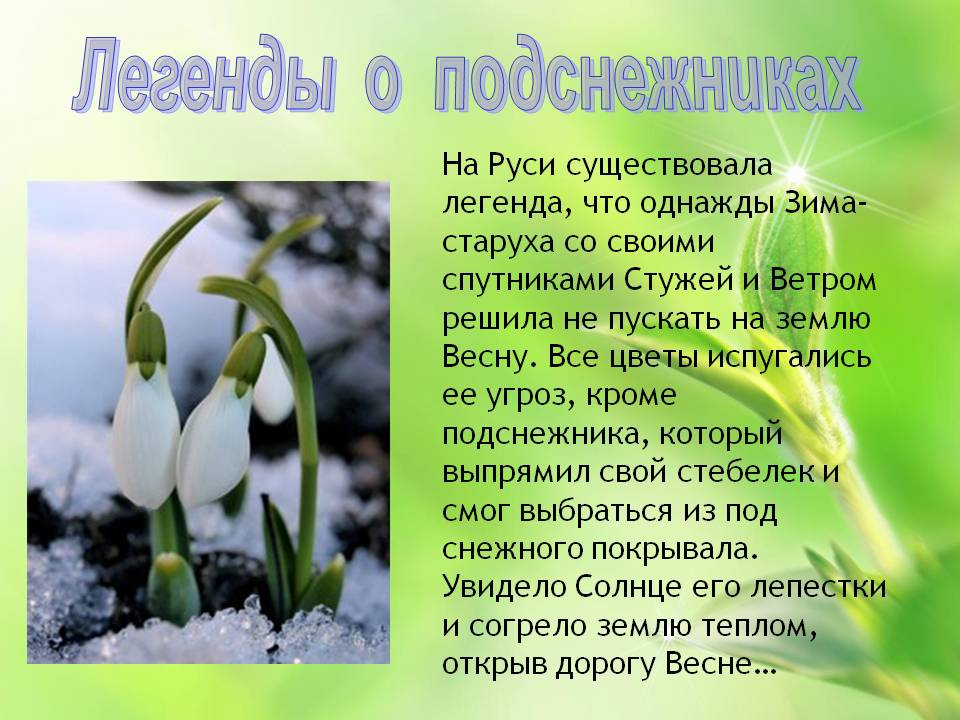 Легенды о подснежниках
На Руси существовала
легенда, что однажды Зима-
старуха со своими
спутниками Стужей и Ветром
решила не пускать на землю
Весну. Все цветы испугались
ее угроз, кроме
подснежника, который
выпрямил свой стебелек и
смог выбраться из под
снежного покрывала.
Увидело Солнце его лепестки
и согрело землю теплом,
открыв дорогу Весне…